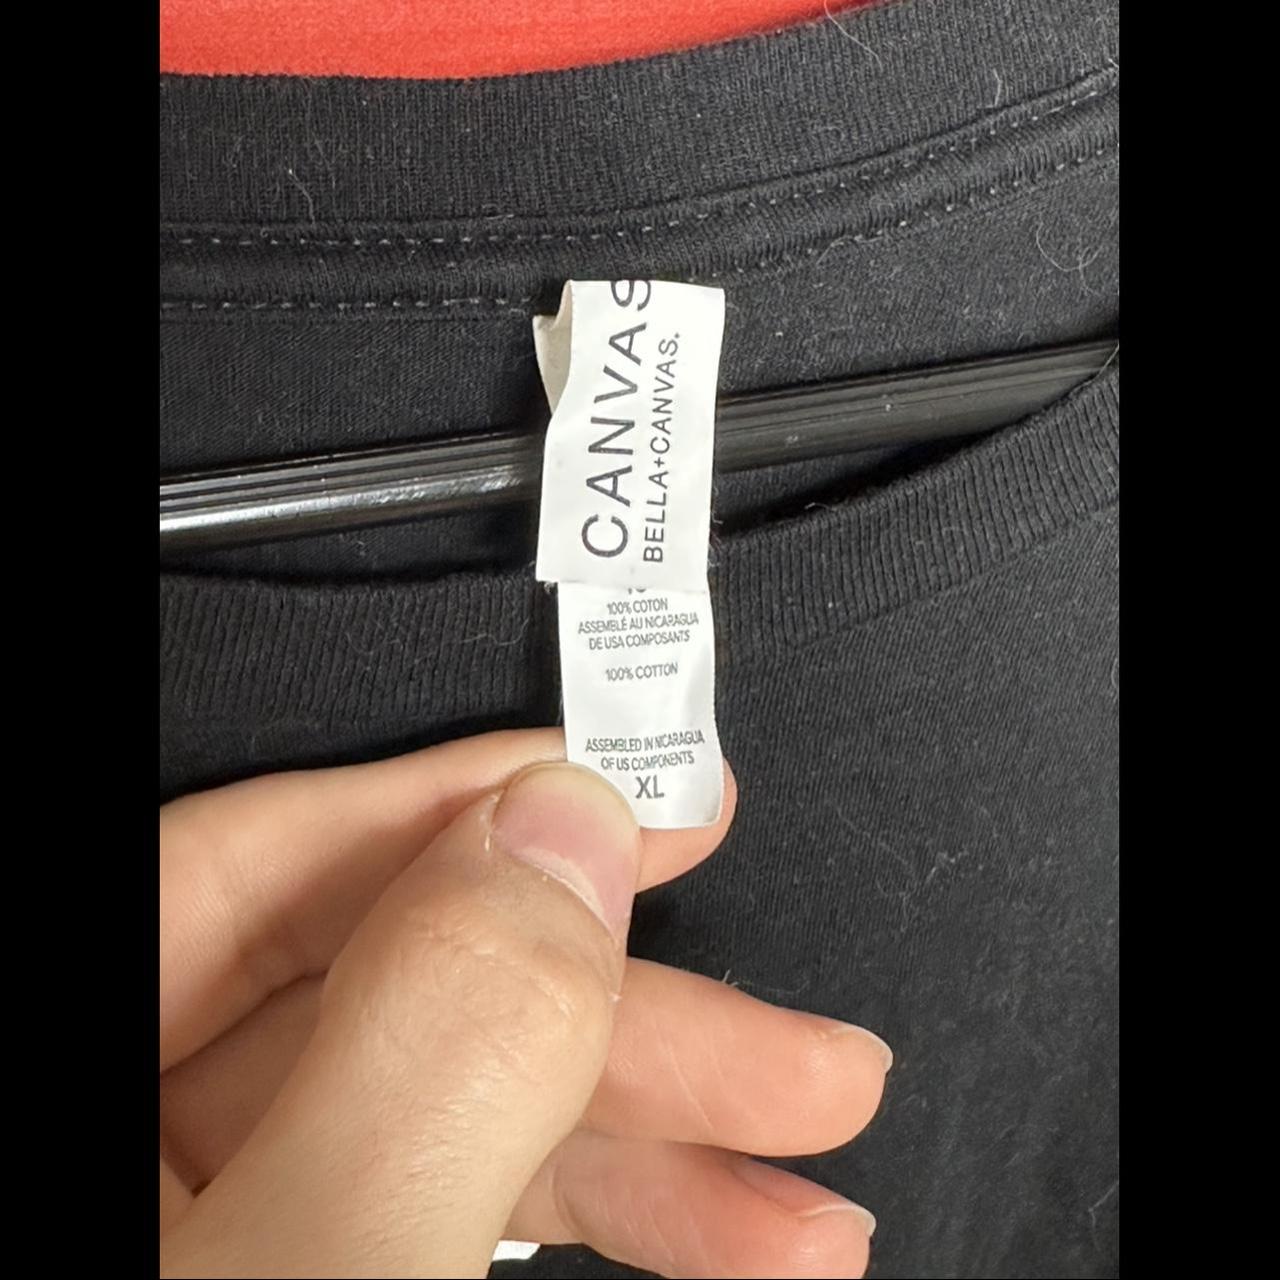 CANVAS
BELLA+CANVAS.
100% COTON
ASSEMBLÉ AU NICARAGUA
DE USA COMPOSANTS
100% COTTON
ASSEMBLED IN NICARAGUA
OF US COMPONENTS
XL